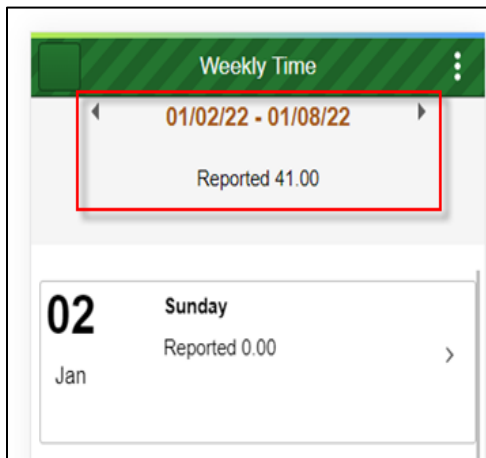 Weekly Time
01/02/22 - 01/08/22
Reported 41.00
02
Sunday
Reported 0.00
Jan